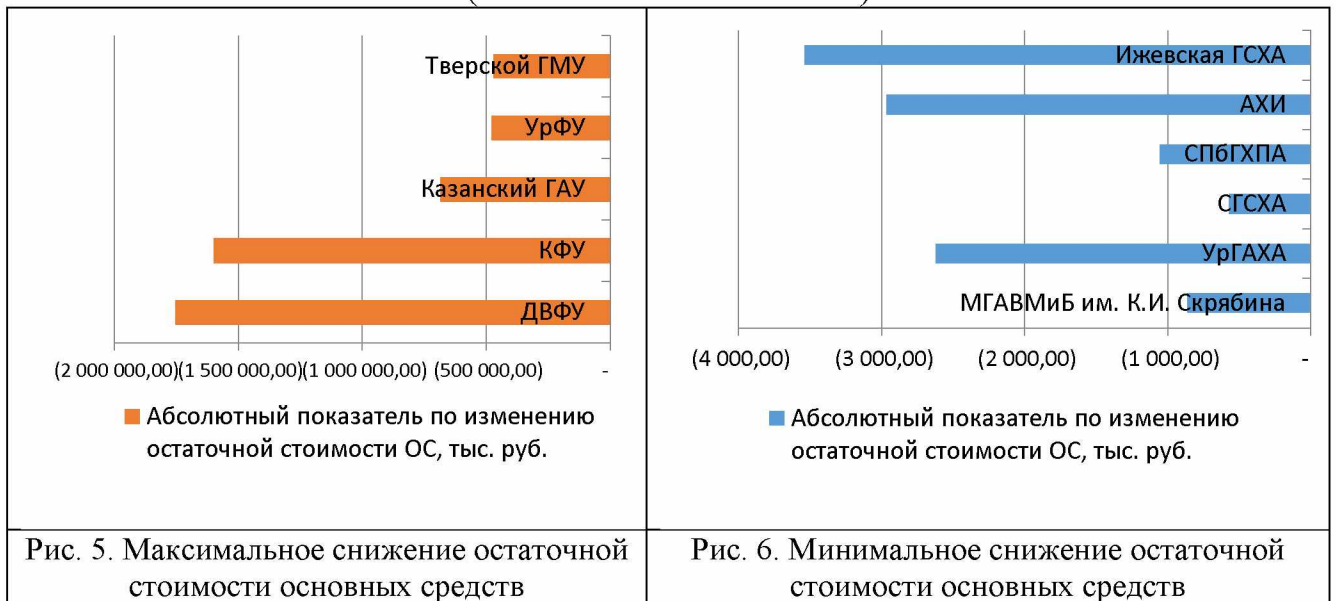 Тверской ГМУ
УрФУ
Казанский ГАУ
КФУ
ДВФУ
(2 000 000,00)(1 500 000,00)(1 000 000,00) (500 000,00) -
Абсолютный показатель по изменению
остаточной стоимости ОС, тыс. руб.
Рис. 5. Максимальное снижение остаточной
стоимости основных средств
Ижевская ГСХА
АХИ
СПбГХПА
СГСХА
УрГАХА
МГАВМиБ им. К.И. Скрябина
(4 000,00) (3 000,00) (2 000,00) (1 000,00) -
Абсолютный показатель по изменению
остаточной стоимости ОС, тыс. руб.
Рис. 6. Минимальное снижение остаточной
стоимости основных средств